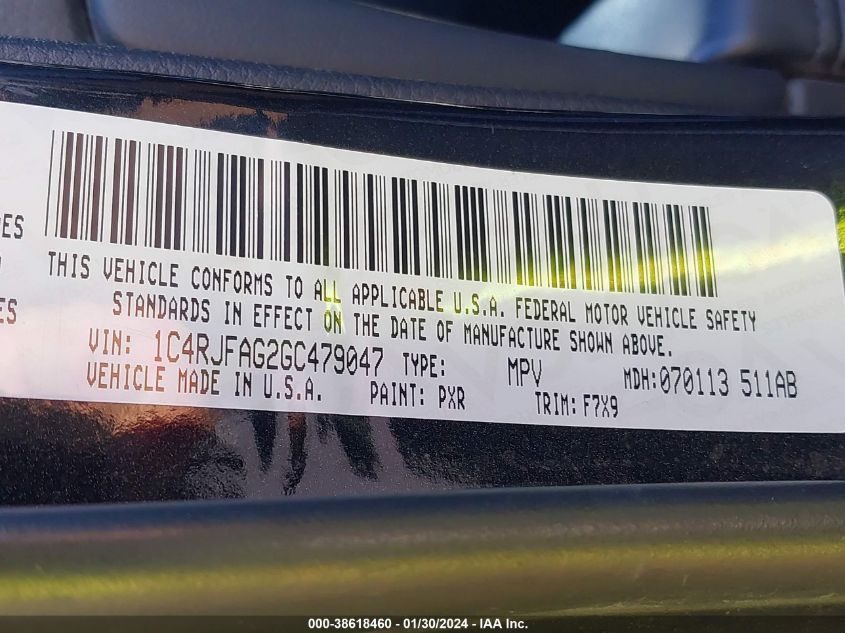 ES
ES
THIS VEHICLE CONFORMS TO ALL APPLICABLE U.S.A. FEDERAL MOTOR VEHICLE SAFETY
STANDARDS IN EFFECT ON THE DATE OF MANUFACTURE SHOWN ABOVE.
VIN: 1C4RJFAG2GC479047 TYPE: MPV MDH:070113 511AB
VEHICLE MADE IN U.S.A. PAINT: PXR TRIM: F7X9
000-38618460 - 01/30/2024 - IAA Inc.